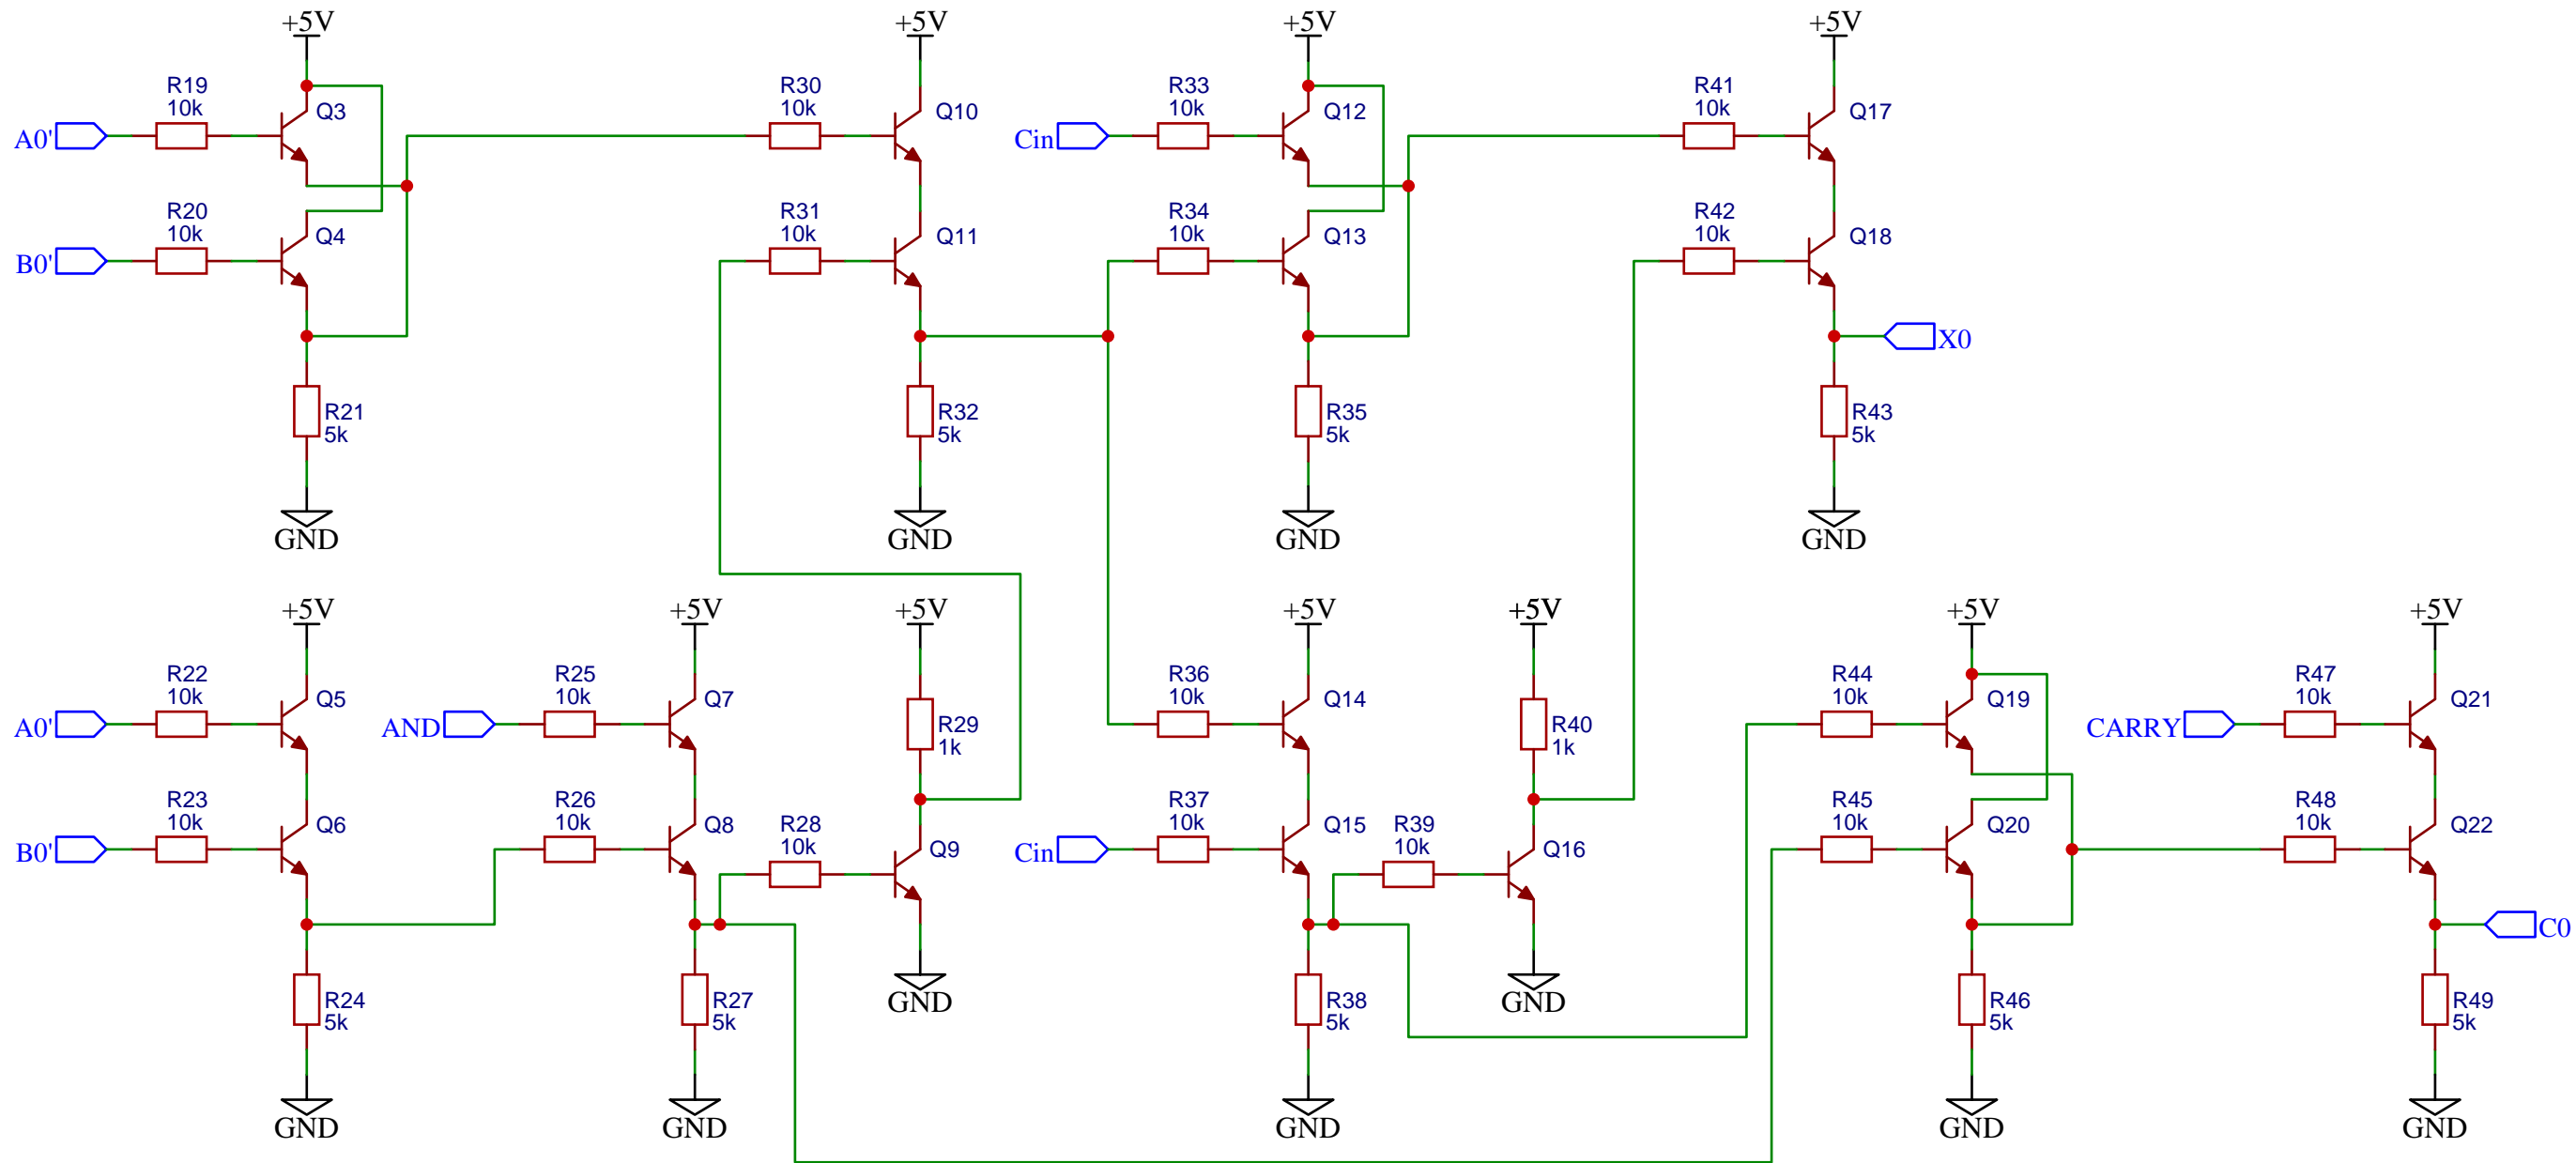 +5V
+5V
+5V
+5V
R19
10k
Q3
A0'
R20
10k
Q4
B0'
R21
5k
GND
R30
10k
Q10
R31
10k
Q11
R32
5k
GND
R33
10k
Q12
Cin
R34
10k
Q13
R35
5k
GND
R41
10k
Q17
R42
10k
Q18
X0
R43
5k
GND
+5V
+5V
+5V
+5V
+5V
+5V
+5V
R22
10k
Q5
A0'
R23
10k
Q6
B0'
R24
5k
GND
R25
10k
Q7
AND
R26
10k
Q8
R27
5k
GND
R29
1k
R28
10k
Q9
GND
R36
10k
Q14
R37
10k
Q15
Cin
R38
5k
GND
R40
1k
R39
10k
Q16
GND
R44
10k
Q19
R45
10k
Q20
R46
5k
GND
R47
10k
Q21
CARRY
R48
10k
Q22
C0
R49
5k
GND